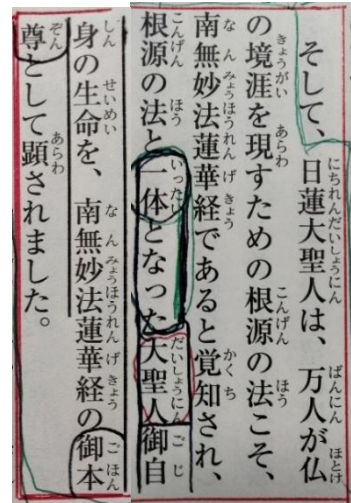 そして、日蓮大聖人は、万人が仏
の境涯を現すための根源の法こそ、
南無妙法蓮華経であると覚知され、
根源の法と一体となった大聖人御自
身の生命を、南無妙法蓮華経の御本
尊として顕されました。